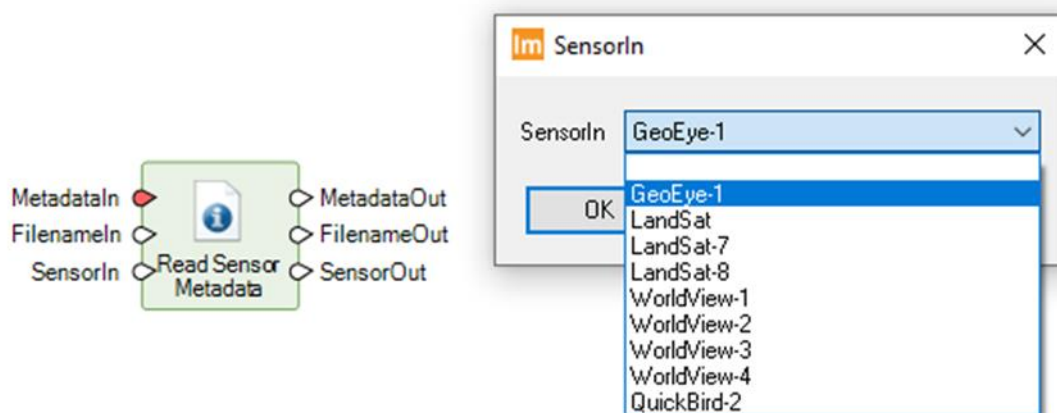 Im SensorIn
SensorIn GeoEye-1
OK
GeoEye-1
LandSat
LandSat-7
LandSat-8
WorldView-1
WorldView-2
WorldView-3
WorldView-4
QuickBird-2
MetadataIn
FilenameIn
SensorIn
Read Sensor
Metadata
MetadataOut
FilenameOut
SensorOut